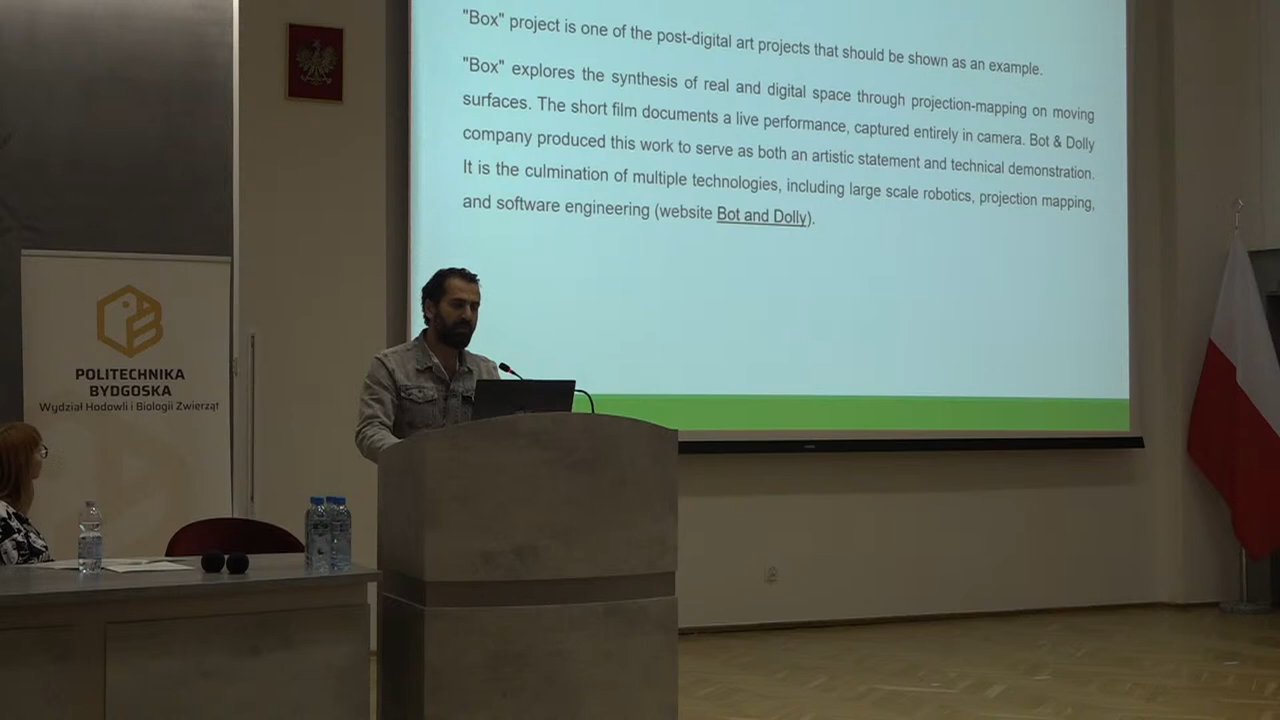 "Box" project is one of the post-digital art projects that should be shown as an example.
"Box" explores the synthesis of real and digital space through projection-mapping on moving
surfaces. The short film documents a live performance, captured entirely in camera. Bot & Dolly
company produced this work to serve as both an artistic statement and technical demonstration.
It is the culmination of multiple technologies, including large scale robotics, projection mapping,
and software engineering (website Bot and Dolly).
POLITECHNIKA
BYDGOSKA
Wydział Hodowli i Biologii Zwierząt